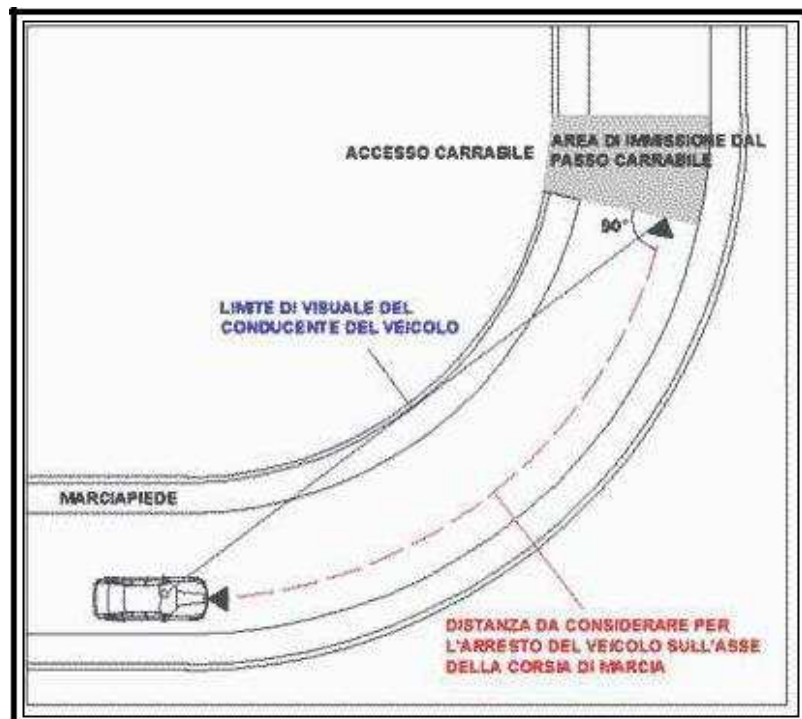 ACCESSO CARRABILE
AREA DI IMMISSIONE DAL
PASSO CARRABILE
90°
LIMITE DI VISUALE DEL
CONDUCENTE DEL VEICOLO
MARCIAPIEDE
DISTANZA DA CONSIDERARE PER
L'ARRESTO DEL VEICOLO SULL'ASSE
DELLA CORSIA DI MARCIA